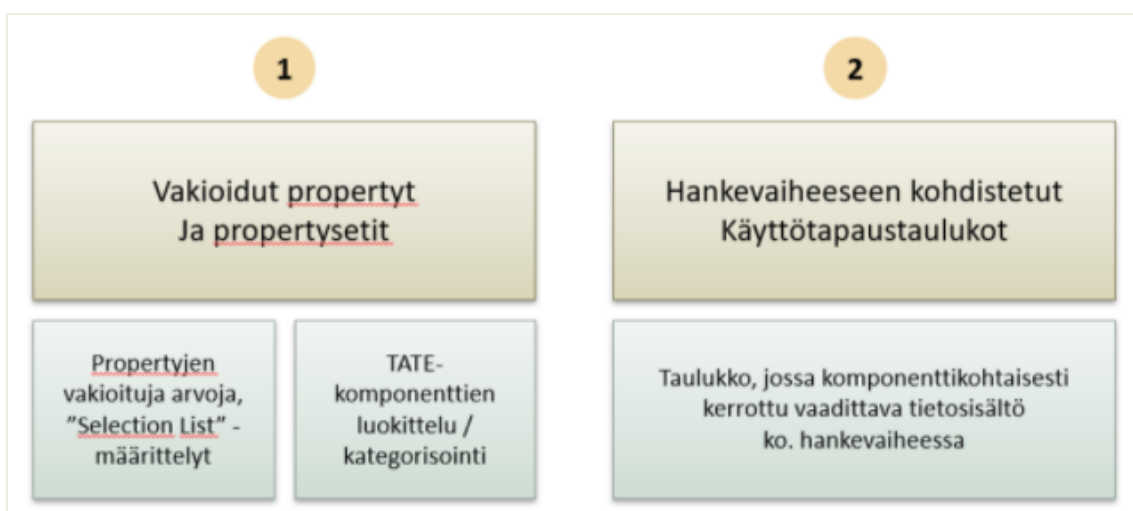 1
Vakioidut propertyt
Ja propertysetit
Propertyjen
vakioituja arvoja,
”Selection List” -
määrittelyt
TATE-
komponenttien
luokittelu /
kategorisointi
2
Hankevaiheeseen kohdistetut
Käyttötapaustaulukot
Taulukko, jossa komponenttikohtaisesti
kerrottu vaadittava tietosisältö
ko. hankevaiheessa